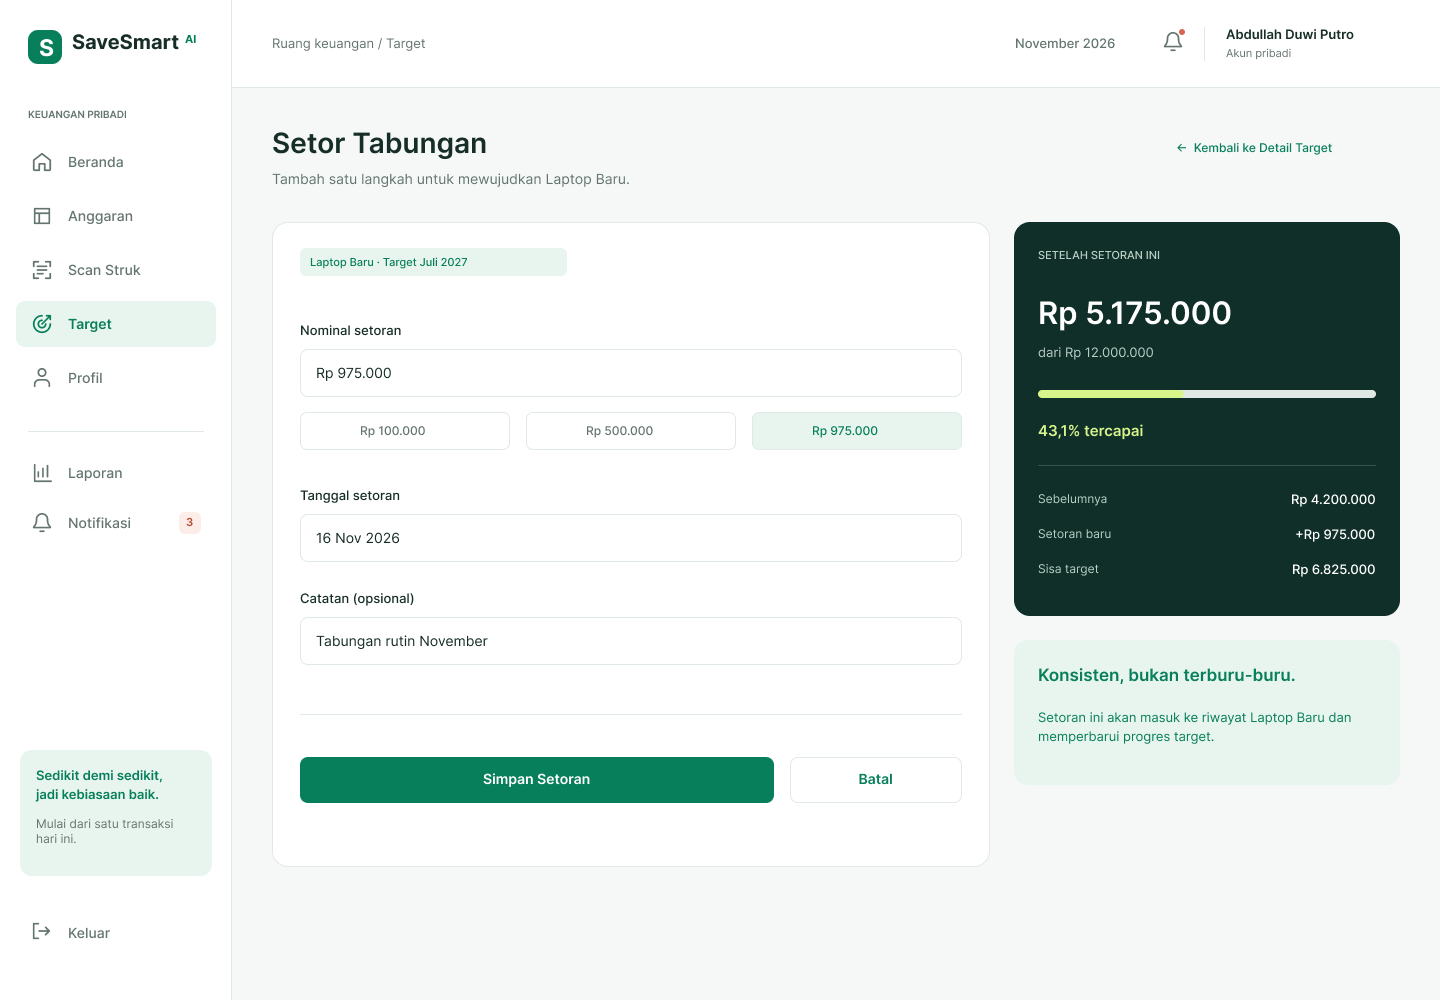 S SaveSmart AI
KEUANGAN PRIBADI
Beranda
Anggaran
Scan Struk
Target
Profil
Laporan
Notifikasi 3
Sedikit demi sedikit,
jadi kebiasaan baik.
Mulai dari satu transaksi
hari ini.
Keluar
Ruang keuangan / Target
November 2026
Abdullah Duwi Putro
Akun pribadi
Setor Tabungan
Tambah satu langkah untuk mewujudkan Laptop Baru.
← Kembali ke Detail Target
Laptop Baru · Target Juli 2027
Nominal setoran
Rp 975.000
Rp 100.000 Rp 500.000 Rp 975.000
Tanggal setoran
16 Nov 2026
Catatan (opsional)
Tabungan rutin November
Simpan Setoran Batal
SETELAH SETORAN INI
Rp 5.175.000
dari Rp 12.000.000
43,1% tercapai
Sebelumnya Rp 4.200.000
Setoran baru +Rp 975.000
Sisa target Rp 6.825.000
Konsisten, bukan terburu-buru.
Setoran ini akan masuk ke riwayat Laptop Baru dan
memperbarui progres target.